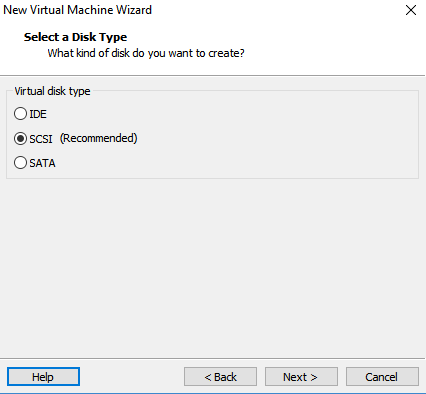 New Virtual Machine Wizard
Select a Disk Type
What kind of disk do you want to create?
Virtual disk type
IDE
SCSI (Recommended)
SATA
Help < Back Next > Cancel